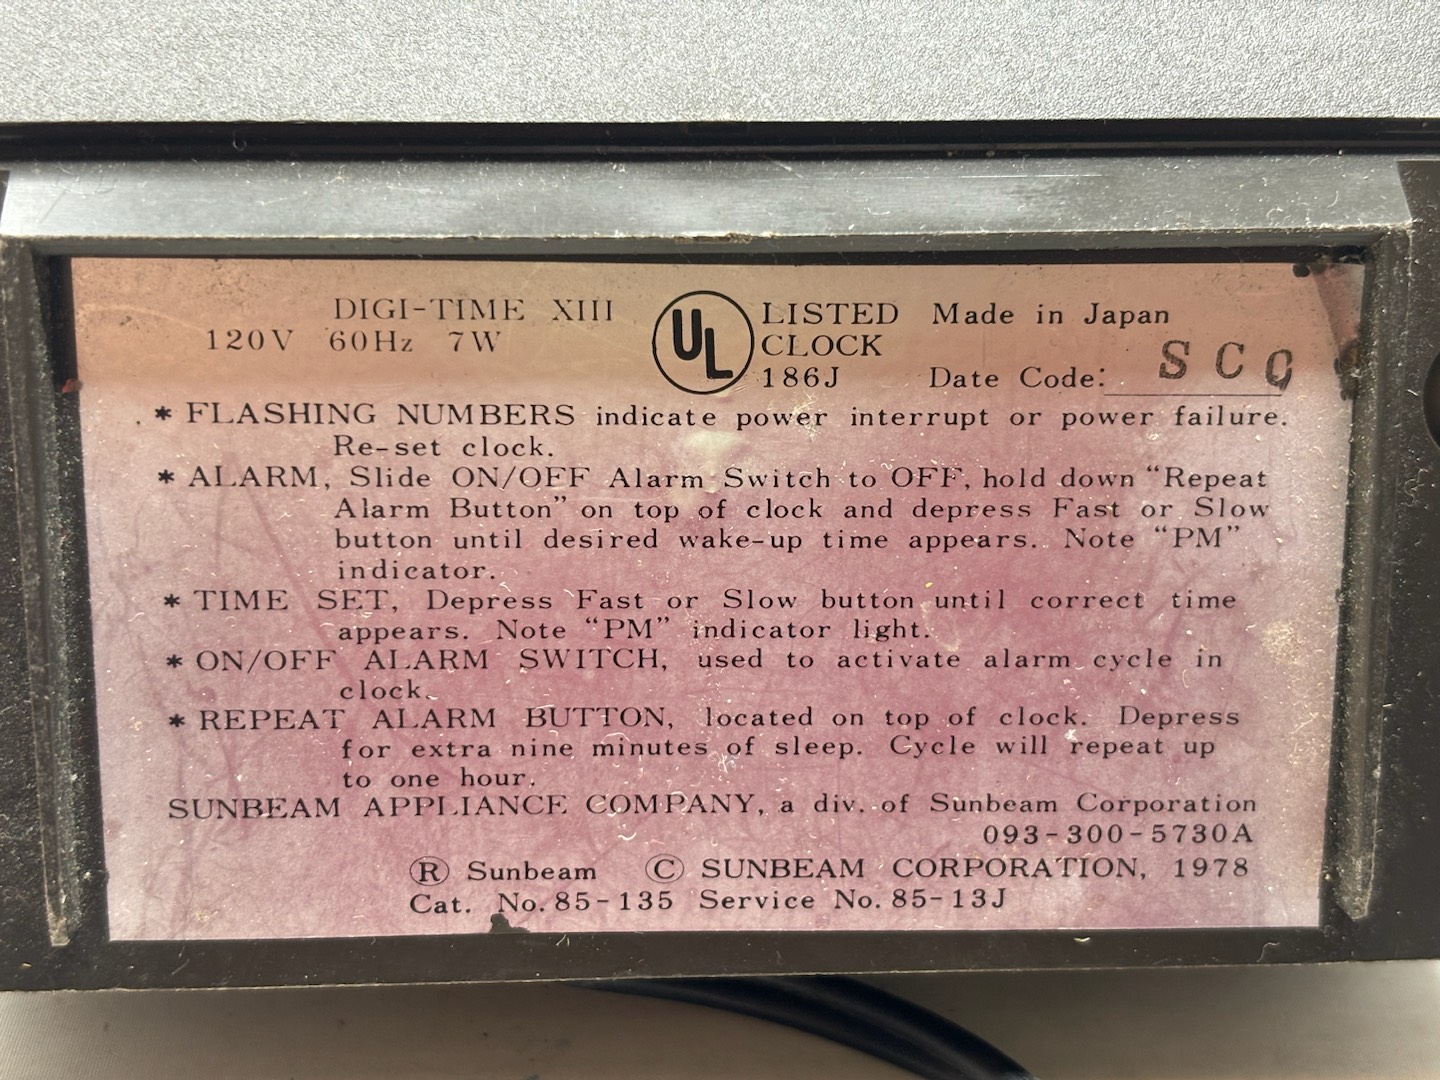 DIGI-TIME XIII
120V 60Hz 7W
UL
LISTED
CLOCK
186J
Made in Japan
Date Code: SC
* FLASHING NUMBERS indicate power interrupt or power failure.
Re-set clock.
* ALARM, Slide ON/OFF Alarm Switch to OFF, hold down “Repeat
Alarm Button” on top of clock and depress Fast or Slow
button until desired wake-up time appears. Note “PM”
indicator.
* TIME SET, Depress Fast or Slow button until correct time
appears. Note “PM” indicator light.
* ON/OFF ALARM SWITCH, used to activate alarm cycle in
clock.
* REPEAT ALARM BUTTON, located on top of clock. Depress
for extra nine minutes of sleep. Cycle will repeat up
to one hour.
SUNBEAM APPLIANCE COMPANY, a div. of Sunbeam Corporation
093-300-5730A
® Sunbeam © SUNBEAM CORPORATION, 1978
Cat. No. 85-135 Service No. 85-13J